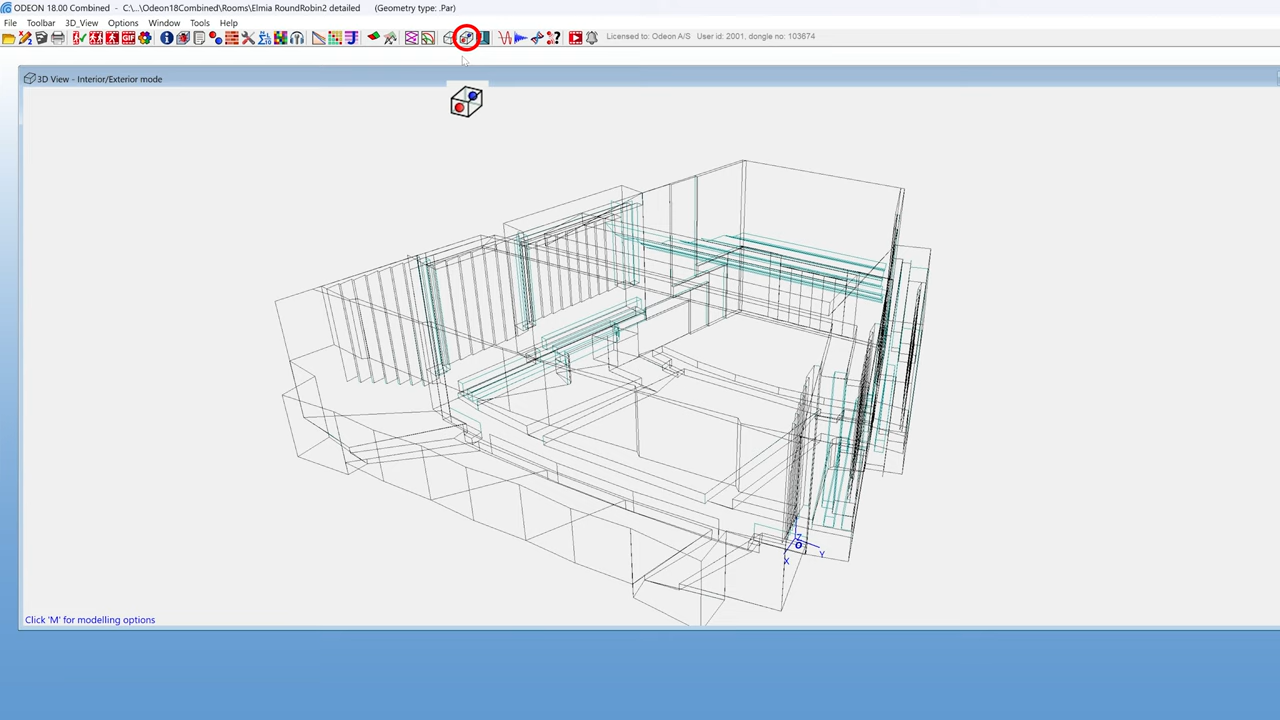 ODEON 18.00 Combined - C:\...\Odeon18Combined\Rooms\Elmia RoundRobin2 detailed (Geometry type: .Par)
File Toolbar 3D_View Options Window Tools Help
Licensed to: Odeon A/S User id: 2001, dongle no: 103674
3D View - Interior/Exterior mode
Z
O
Y
X
Click 'M' for modelling options